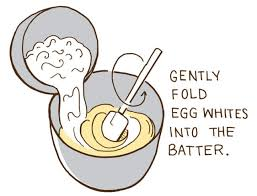 GENTLY
FOLD
EGG WHITES
INTO THE
BATTER.